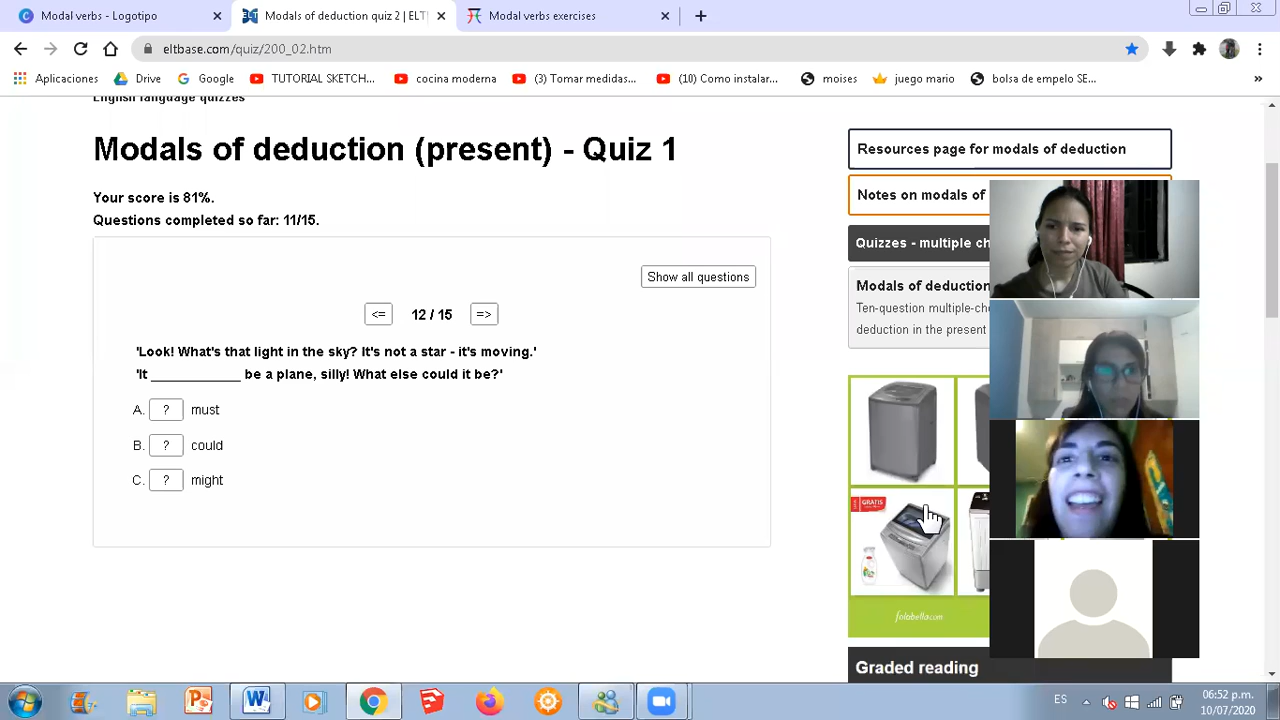 Modal verbs - Logotipo
Modals of deduction quiz 2 | ELT
Modal verbs exercises
eltbase.com/quiz/200_02.htm
Aplicaciones
Drive
Google
TUTORIAL SKETCH...
cocina moderna
(3) Tomar medidas...
(10) Como instalar...
moises
juego mario
bolsa de empelo SE...
»
English language quizzes
Modals of deduction (present) - Quiz 1
Your score is 81%.
Questions completed so far: 11/15.
Show all questions
<= 12 / 15 =>
'Look! What's that light in the sky? It's not a star - it's moving.'
'It ____________ be a plane, silly! What else could it be?'
A. ? must
B. ? could
C. ? might
Resources page for modals of deduction
Notes on modals of
Quizzes - multiple ch
Modals of deduction
Ten-question multiple-cho
deduction in the present
GRATIS
falabella.com
Graded reading
ES
06:52 p.m.
10/07/2020